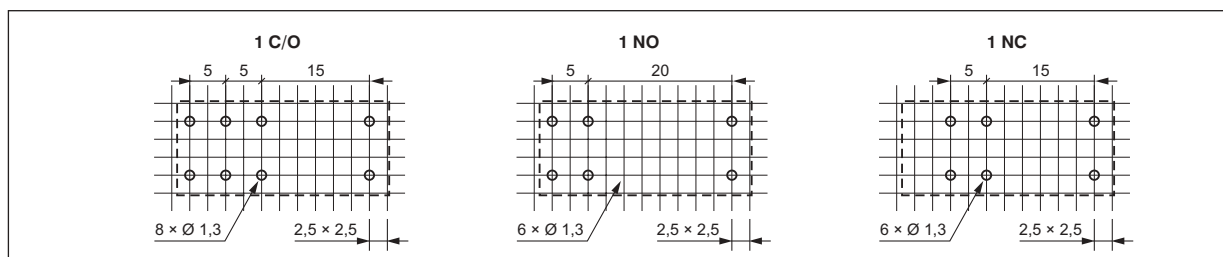 1 C/O
1 NO
1 NC
5 5 15
5 20
5 15
8 × Ø 1,3
2,5 × 2,5
6 × Ø 1,3
2,5 × 2,5
6 × Ø 1,3
2,5 × 2,5